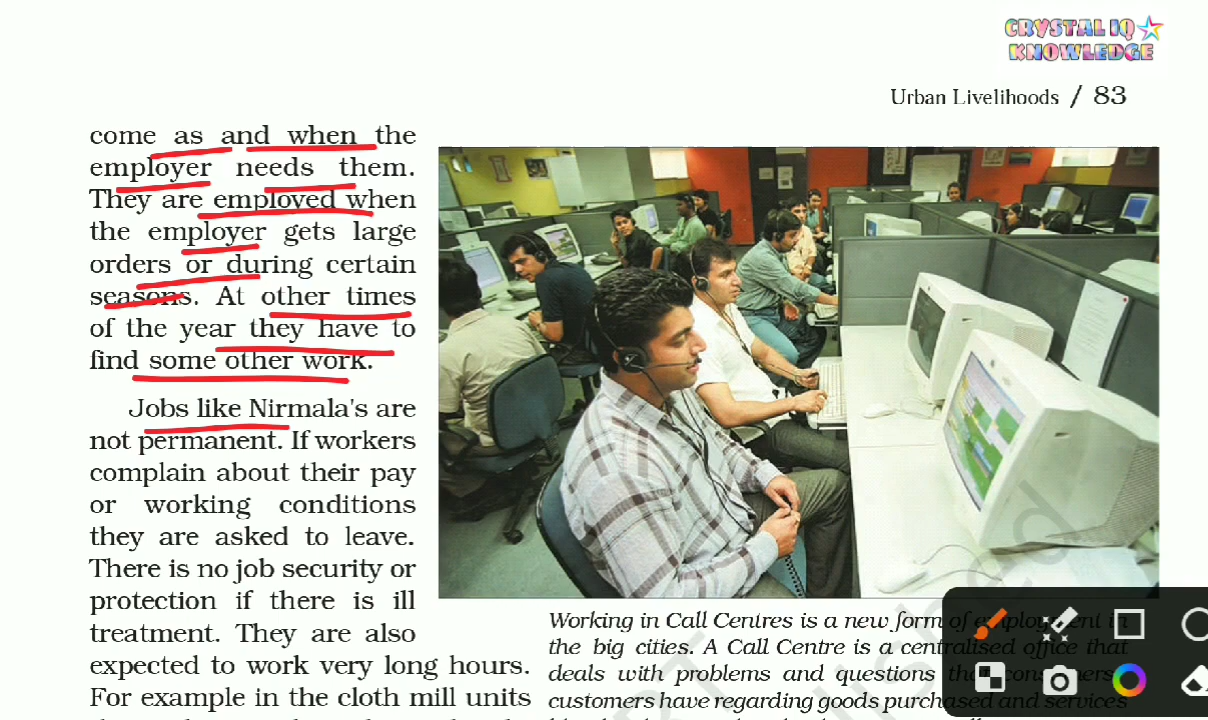 CRYSTAL IQ
KNOWLEDGE
Urban Livelihoods / 83
come as and when the
employer needs them.
They are employed when
the employer gets large
orders or during certain
seasons. At other times
of the year they have to
find some other work.
Jobs like Nirmala's are
not permanent. If workers
complain about their pay
or working conditions
they are asked to leave.
There is no job security or
protection if there is ill
treatment. They are also
expected to work very long hours.
For example in the cloth mill units
Working in Call Centres is a new form of employment in
the big cities. A Call Centre is a centralised office that
deals with problems and questions that consumers/
customers have regarding goods purchased and services